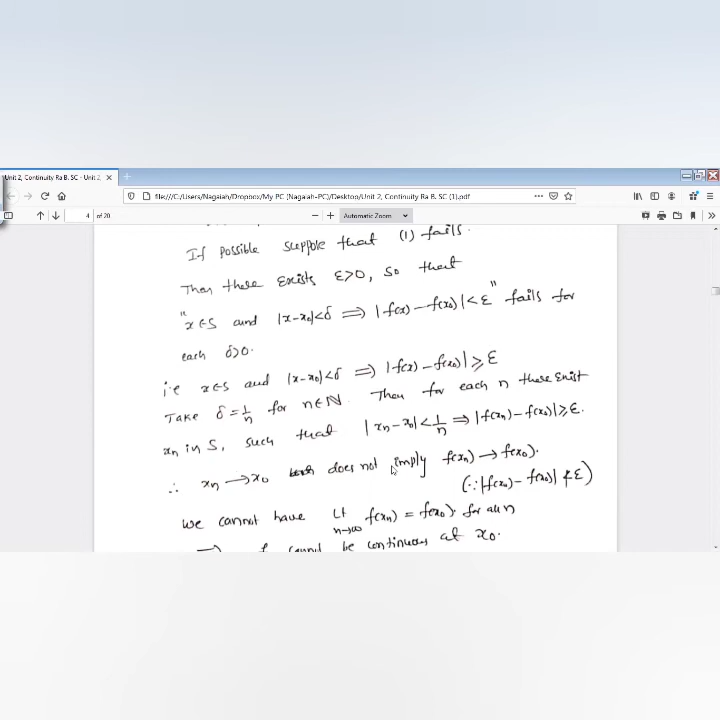 Unit 2, Continuity Ra B. SC - Unit 2,
file:///C:/Users/Nagaiah/Dropbox/My PC (Nagaiah-PC)/Desktop/Unit 2, Continuity Ra B. SC (1).pdf
4 of 20 Automatic Zoom
If possible suppose that (1) fails.
Then there exists ε>0, so that
"x∈S and |x-x₀|<δ ⟹ |f(x)-f(x₀)|<ε" fails for
each δ>0.
i.e x∈S and |x-x₀|<δ ⟹ |f(x)-f(x₀)|⩾ε
Take δ=1/n for n∈ℕ. Then for each n there exist
xₙ in S, such that |xₙ-x₀|<1/n ⟹ |f(xₙ)-f(x₀)|⩾ε.
∴ xₙ→x₀ does not imply f(xₙ)→f(x₀).
(∵|f(xₙ)-f(x₀)|≮ε)
We cannot have Lt n→∞ f(xₙ)=f(x₀). for all n
⟹ f cannot be continuous at x₀.